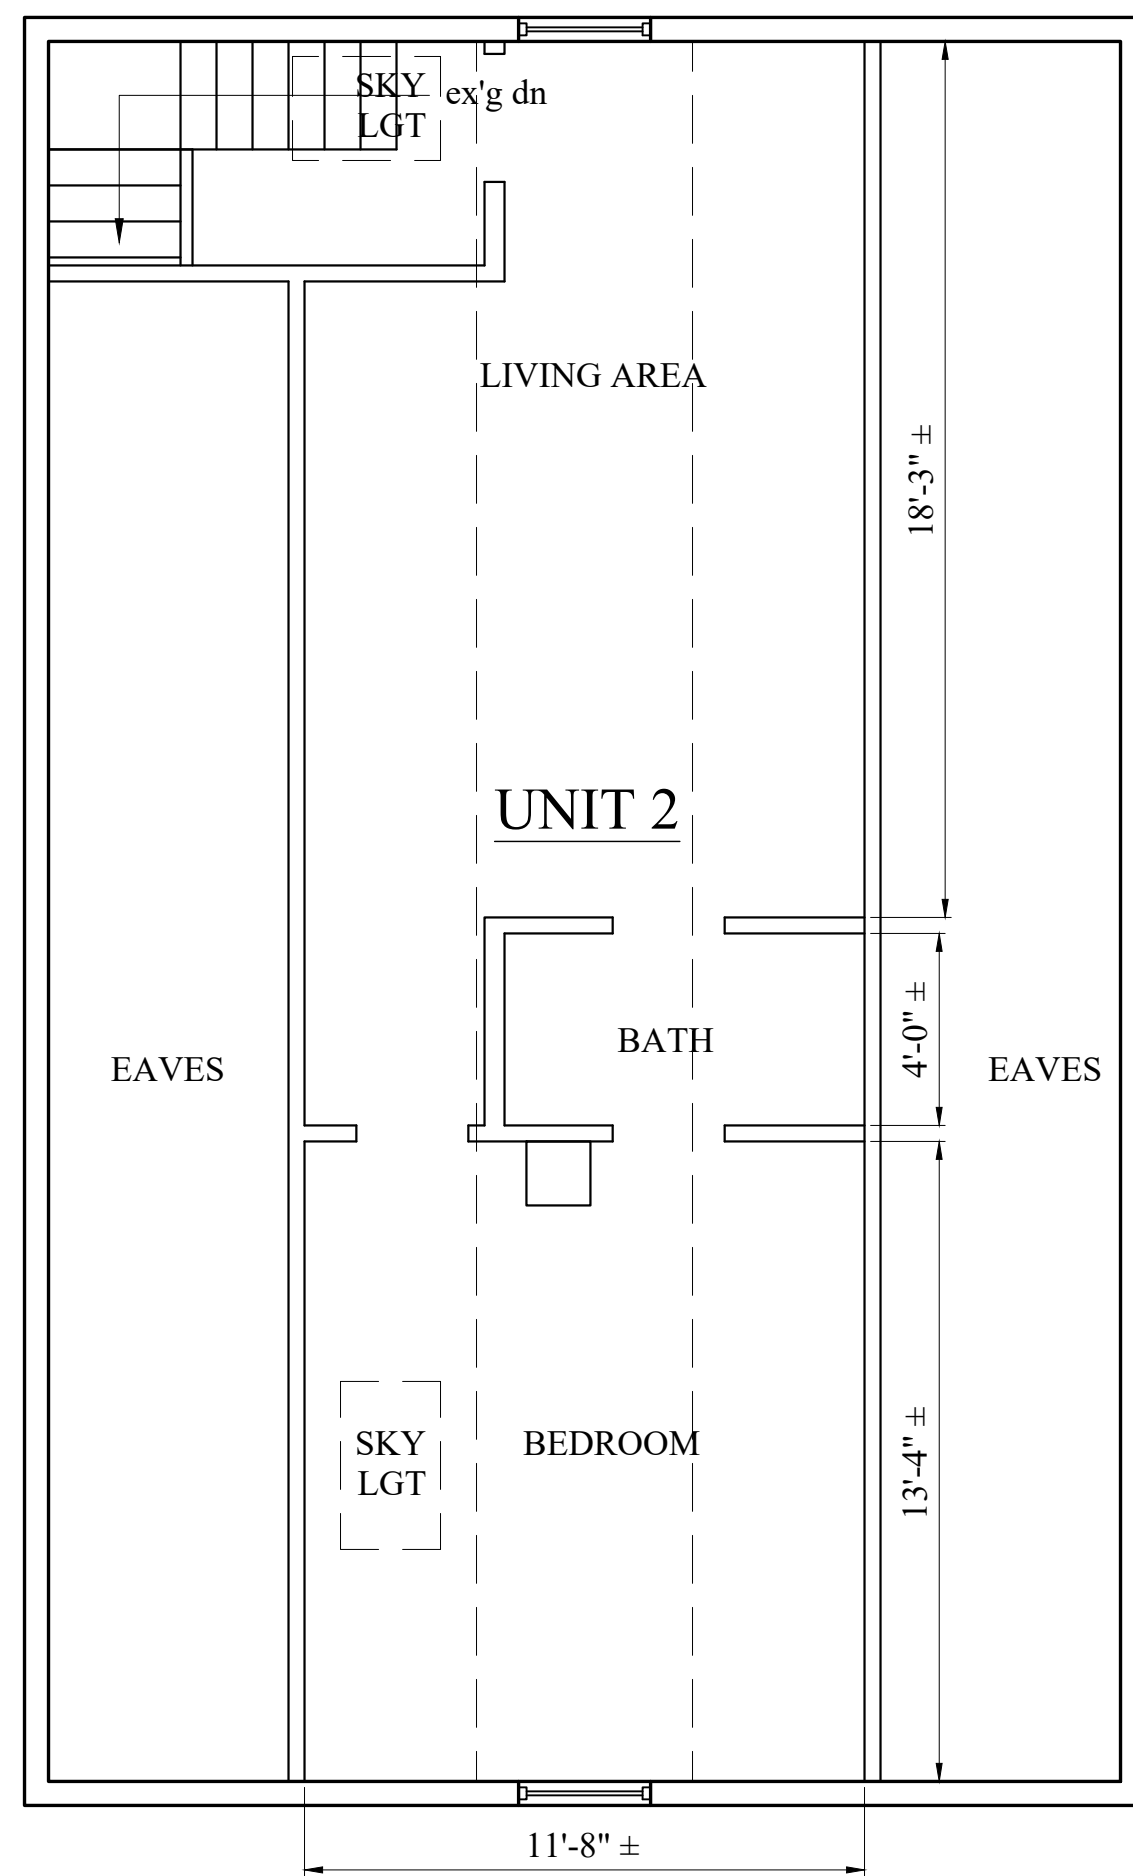 SKY
LGT
ex'g dn
LIVING AREA
18'-3" ±
UNIT 2
BATH
4'-0" ±
EAVES
EAVES
SKY
LGT
BEDROOM
13'-4" ±
11'-8" ±